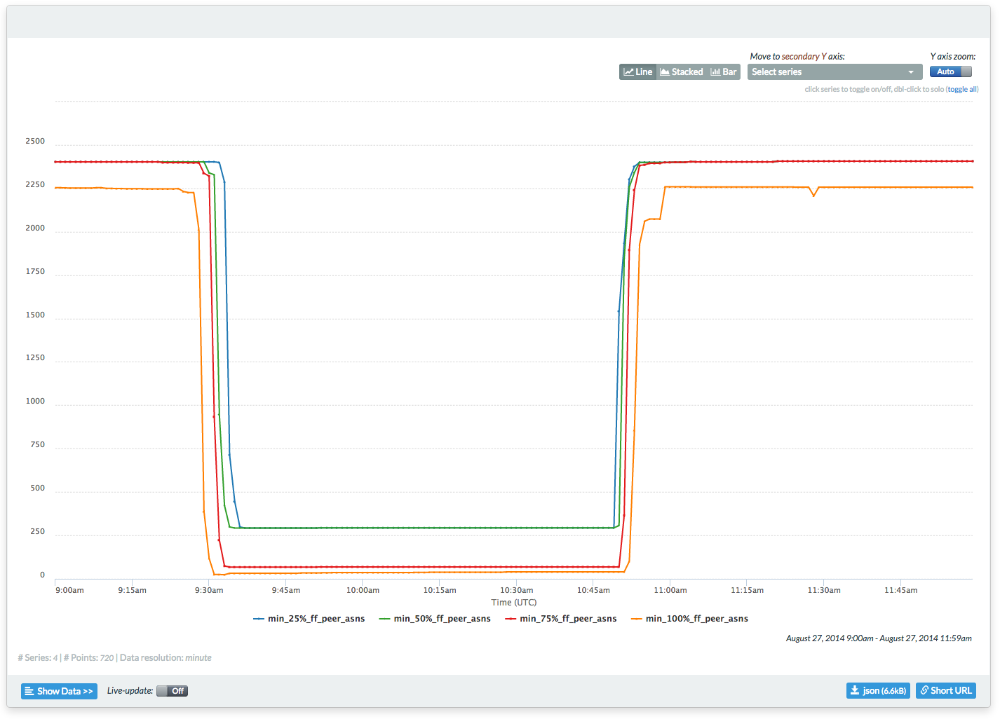 Move to secondary Y axis:
Y axis zoom:
Line Stacked Bar
Select series
Auto
click series to toggle on/off, dbl-click to solo (toggle all)
2500
2250
2000
1750
1500
1250
1000
750
500
250
0
9:00am 9:15am 9:30am 9:45am 10:00am 10:15am 10:30am 10:45am 11:00am 11:15am 11:30am 11:45am
Time (UTC)
min_25%_ff_peer_asns min_50%_ff_peer_asns min_75%_ff_peer_asns min_100%_ff_peer_asns
August 27, 2014 9:00am - August 27, 2014 11:59am
# Series: 4 | # Points: 720 | Data resolution: minute
Show Data >> Live-update: Off
json (6.6kB) Short URL